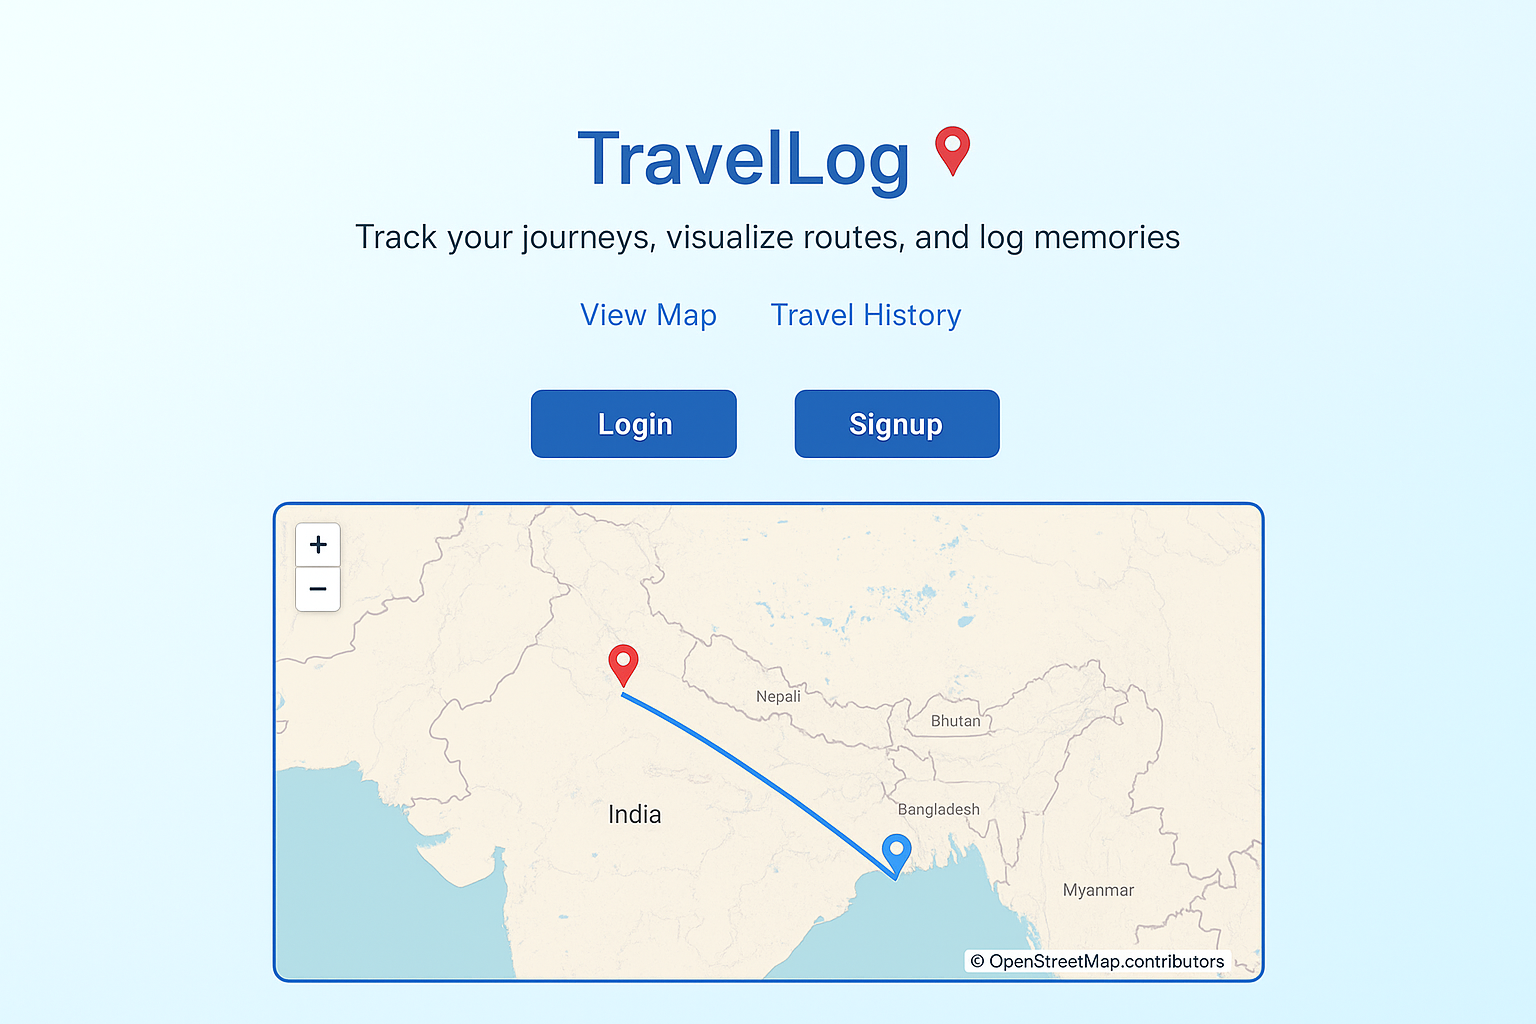 TravelLog
Track your journeys, visualize routes, and log memories
View Map Travel History
Login Signup
+
−
Nepali
Bhutan
India
Bangladesh
Myanmar
© OpenStreetMap.contributors